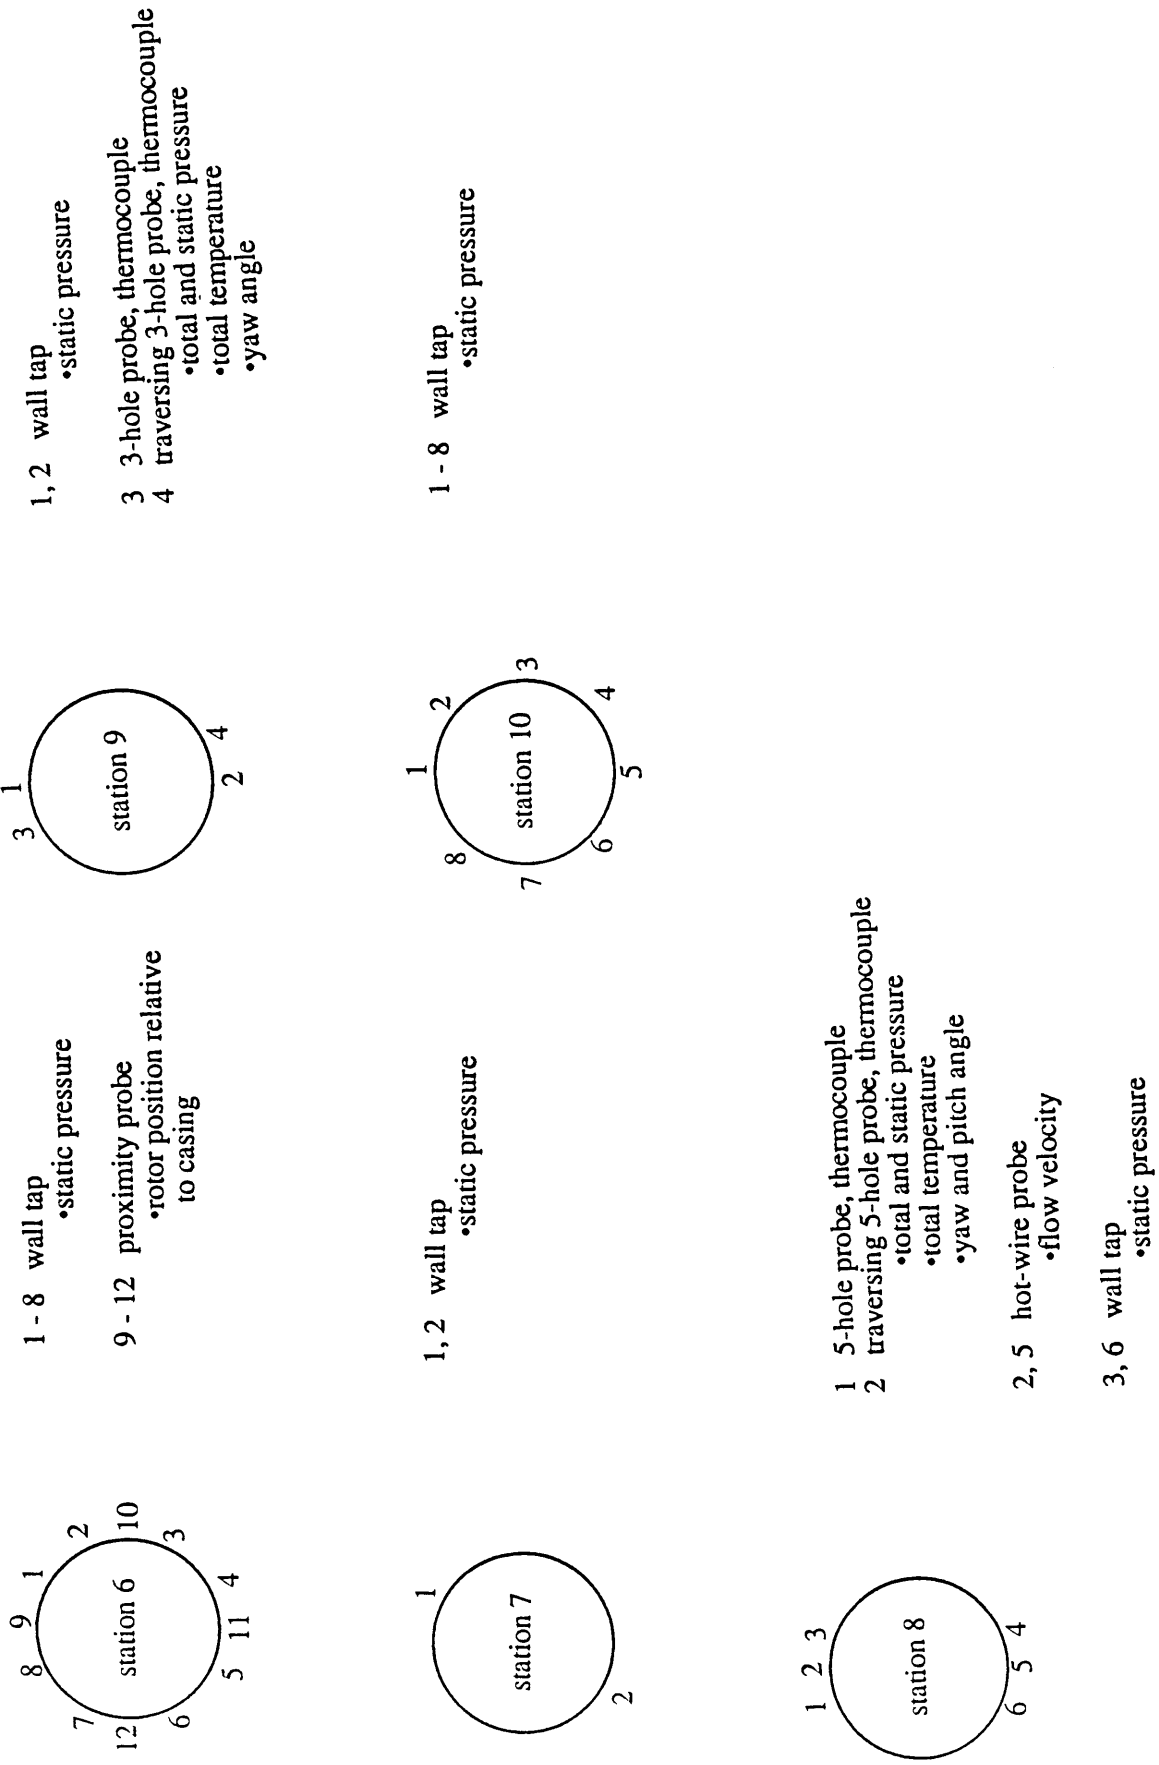 9
8
1
7
2
12
station 6
10
6
3
5
11
4
1 - 8 wall tap
•static pressure
9 - 12 proximity probe
•rotor position relative
to casing
1
station 7
2
1, 2 wall tap
•static pressure
1 2 3
station 8
6 5 4
1 5-hole probe, thermocouple
2 traversing 5-hole probe, thermocouple
•total and static pressure
•total temperature
•yaw and pitch angle
2, 5 hot-wire probe
•flow velocity
3, 6 wall tap
•static pressure
1
3
station 9
4
2
1, 2 wall tap
•static pressure
3 3-hole probe, thermocouple
4 traversing 3-hole probe, thermocouple
•total and static pressure
•total temperature
•yaw angle
1
8
2
7
station 10
3
6
4
5
1 - 8 wall tap
•static pressure